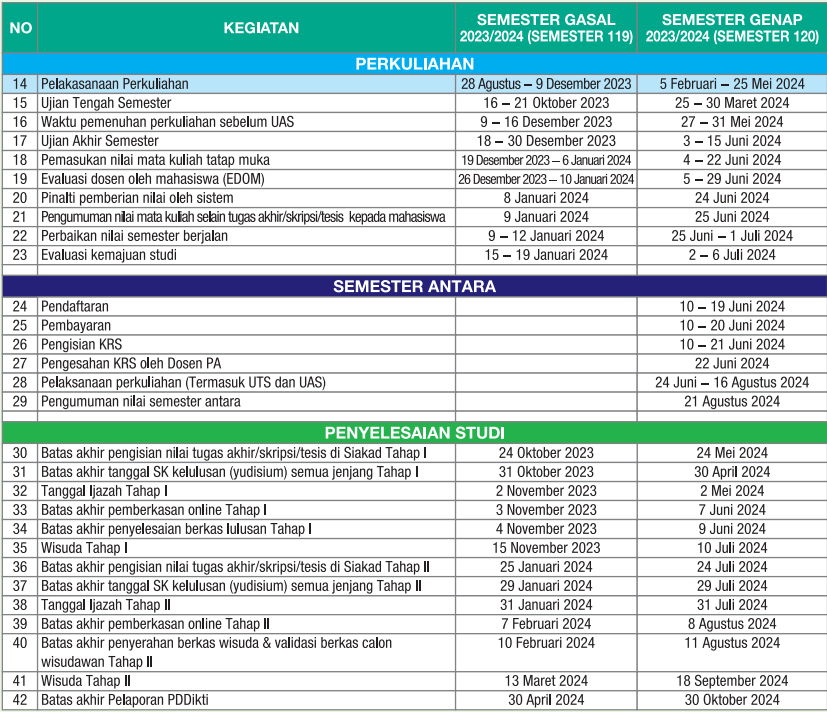 NO KEGIATAN SEMESTER GASAL 2023/2024 (SEMESTER 119) SEMESTER GENAP 2023/2024 (SEMESTER 120)
PERKULIAHAN
14 Pelakasanaan Perkuliahan 28 Agustus – 9 Desember 2023 5 Februari – 25 Mei 2024
15 Ujian Tengah Semester 16 – 21 Oktober 2023 25 – 30 Maret 2024
16 Waktu pemenuhan perkuliahan sebelum UAS 9 – 16 Desember 2023 27 – 31 Mei 2024
17 Ujian Akhir Semester 18 – 30 Desember 2023 3 – 15 Juni 2024
18 Pemasukan nilai mata kuliah tatap muka 19 Desember 2023 – 6 Januari 2024 4 – 22 Juni 2024
19 Evaluasi dosen oleh mahasiswa (EDOM) 26 Desember 2023 – 10 Januari 2024 5 – 29 Juni 2024
20 Pinalti pemberian nilai oleh sistem 8 Januari 2024 24 Juni 2024
21 Pengumuman nilai mata kuliah selain tugas akhir/skripsi/tesis kepada mahasiswa 9 Januari 2024 25 Juni 2024
22 Perbaikan nilai semester berjalan 9 – 12 Januari 2024 25 Juni – 1 Juli 2024
23 Evaluasi kemajuan studi 15 – 19 Januari 2024 2 – 6 Juli 2024
SEMESTER ANTARA
24 Pendaftaran 10 – 19 Juni 2024
25 Pembayaran 10 – 20 Juni 2024
26 Pengisian KRS 10 – 21 Juni 2024
27 Pengesahan KRS oleh Dosen PA 22 Juni 2024
28 Pelaksanaan perkuliahan (Termasuk UTS dan UAS) 24 Juni – 16 Agustus 2024
29 Pengumuman nilai semester antara 21 Agustus 2024
PENYELESAIAN STUDI
30 Batas akhir pengisian nilai tugas akhir/skripsi/tesis di Siakad Tahap I 24 Oktober 2023 24 Mei 2024
31 Batas akhir tanggal SK kelulusan (yudisium) semua jenjang Tahap I 31 Oktober 2023 30 April 2024
32 Tanggal Ijazah Tahap I 2 November 2023 2 Mei 2024
33 Batas akhir pemberkasan online Tahap I 3 November 2023 7 Juni 2024
34 Batas akhir penyelesaian berkas lulusan Tahap I 4 November 2023 9 Juni 2024
35 Wisuda Tahap I 15 November 2023 10 Juli 2024
36 Batas akhir pengisian nilai tugas akhir/skripsi/tesis di Siakad Tahap II 25 Januari 2024 24 Juli 2024
37 Batas akhir tanggal SK kelulusan (yudisium) semua jenjang Tahap II 29 Januari 2024 29 Juli 2024
38 Tanggal Ijazah Tahap II 31 Januari 2024 31 Juli 2024
39 Batas akhir pemberkasan online Tahap II 7 Februari 2024 8 Agustus 2024
40 Batas akhir penyerahan berkas wisuda & validasi berkas calon 10 Februari 2024 11 Agustus 2024
wisudawan Tahap II
41 Wisuda Tahap II 13 Maret 2024 18 September 2024
42 Batas akhir Pelaporan PDDikti 30 April 2024 30 Oktober 2024